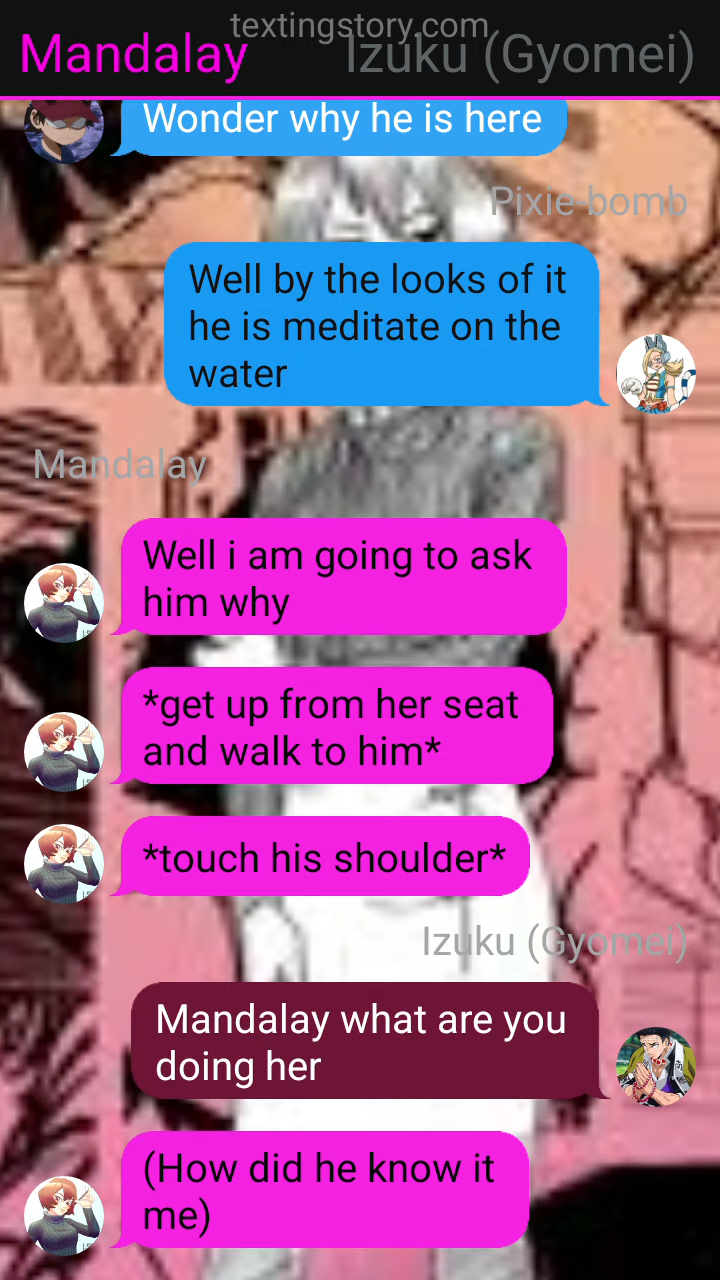 textingstory.com
Mandalay
Izuku (Gyomei)
Wonder why he is here
Pixie-bomb
Well by the looks of it
he is meditate on the
water
Mandalay
Well i am going to ask
him why
*get up from her seat
and walk to him*
*touch his shoulder*
Izuku (Gyomei)
Mandalay what are you
doing her
(How did he know it
me)